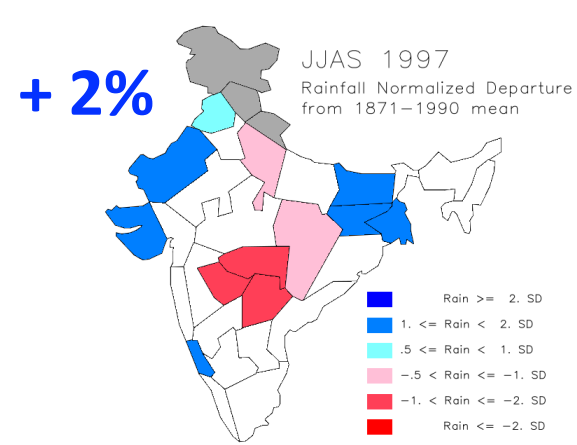 + 2%
JJAS 1997
Rainfall Normalized Departure
from 1871-1990 mean
Rain >= 2. SD
1. <= Rain < 2. SD
.5 <= Rain < 1. SD
-.5 < Rain <= -1. SD
-1. < Rain <= -2. SD
Rain <= -2. SD